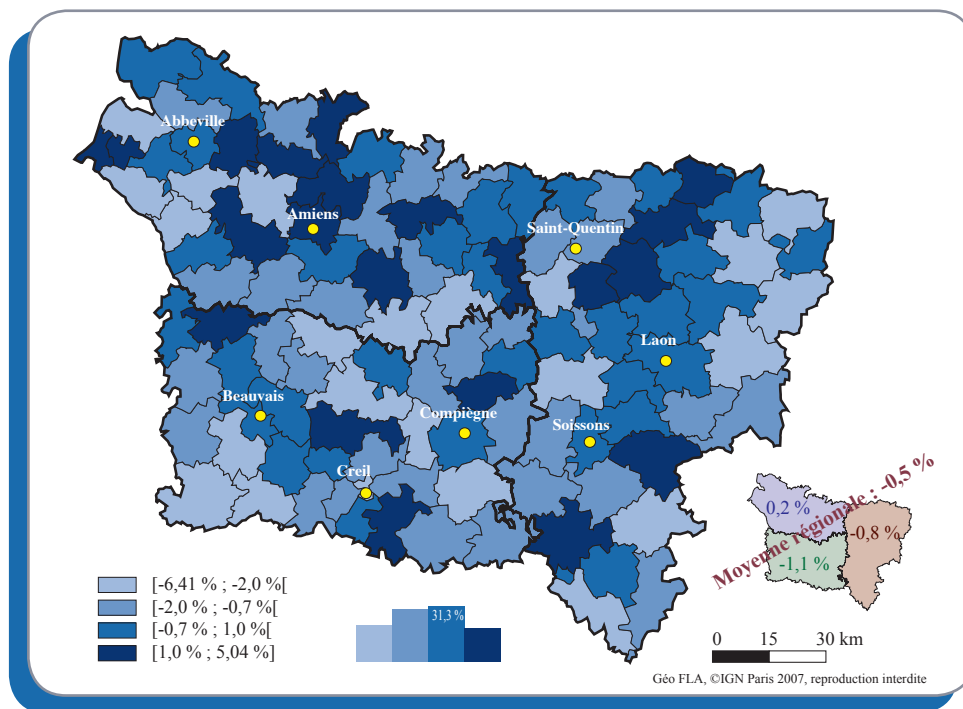 Abbeville
Amiens
Saint-Quentin
Laon
Beauvais
Compiègne
Soissons
Creil
Moyenne régionale : -0,5 %
0,2 %
-0,8 %
-1,1 %
[-6,41 % ; -2,0 %[
[-2,0 % ; -0,7 %[
[-0,7 % ; 1,0 %[
[1,0 % ; 5,04 %]
31,3 %
0 15 30 km
Géo FLA, ©IGN Paris 2007, reproduction interdite